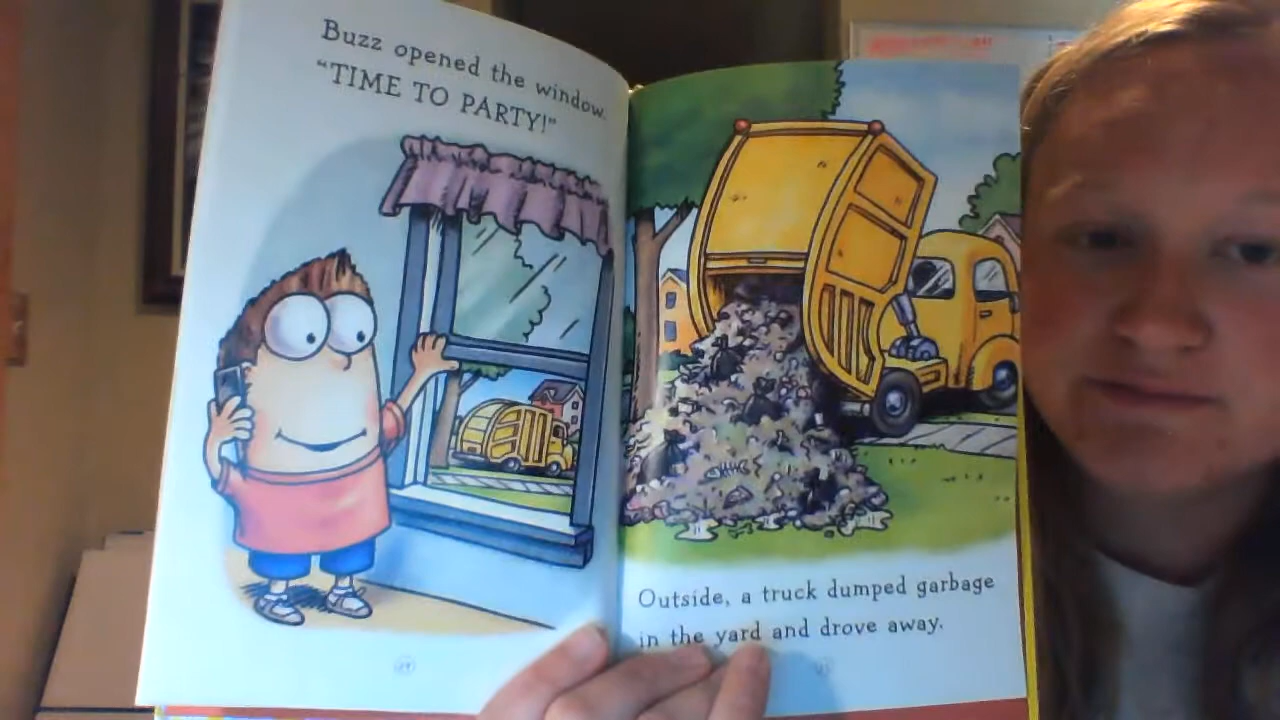 Buzz opened the window.
“TIME TO PARTY!”
Outside, a truck dumped garbage
in the yard and drove away.